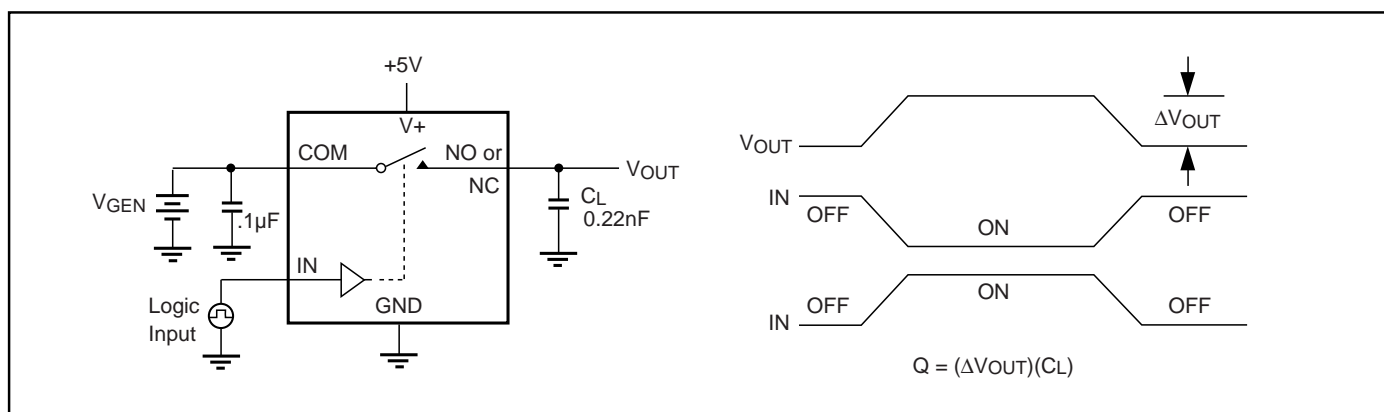 +5V
V+
COM
NO or
NC
VOUT
VGEN
.1µF
CL
0.22nF
IN
Logic
Input
GND
VOUT
ΔVOUT
IN
OFF
ON
OFF
IN
OFF
ON
OFF
Q = (ΔVOUT)(CL)